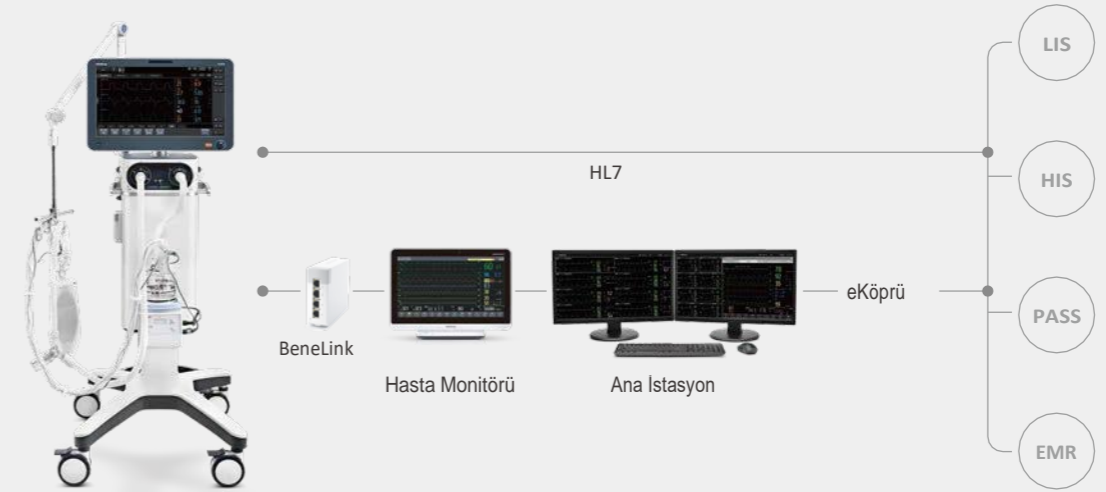 LIS
HL7
HIS
eKöprü
PASS
BeneLink
Hasta Monitörü
Ana İstasyon
EMR